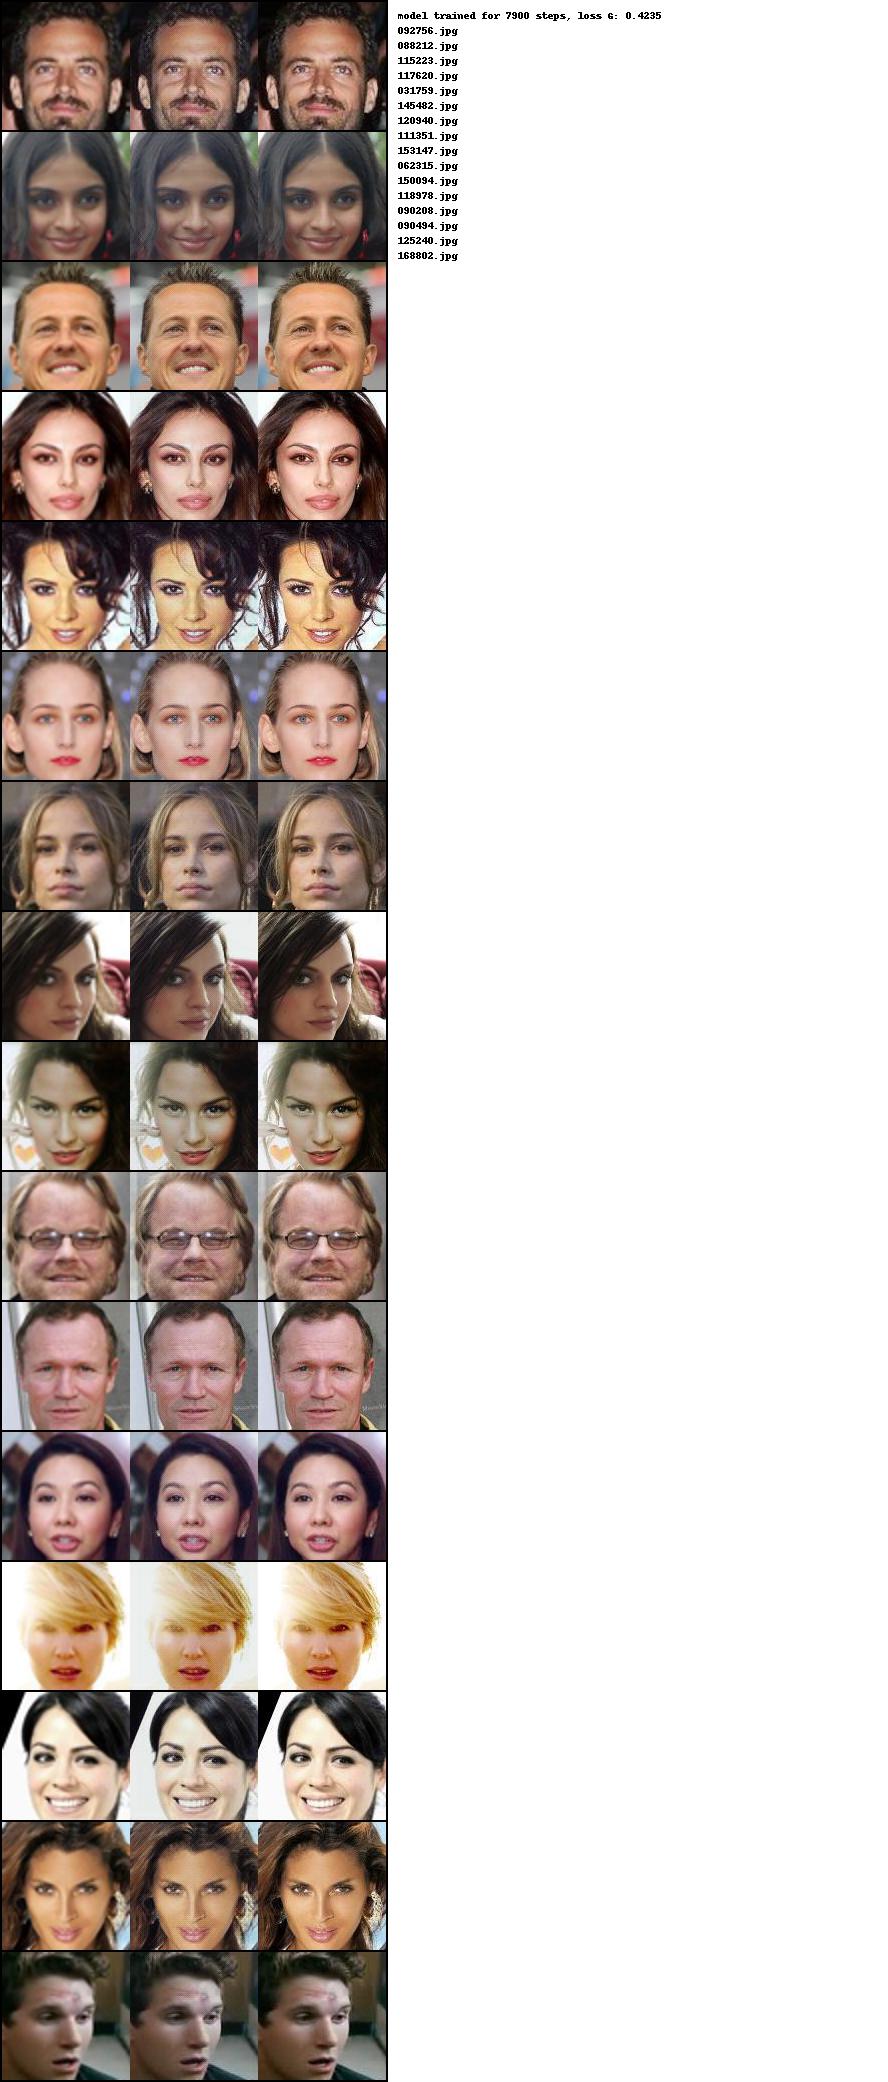 model trained for 7900 steps, loss G: 0.4235
092756.jpg
088212.jpg
115223.jpg
117620.jpg
031759.jpg
145482.jpg
120940.jpg
111351.jpg
153147.jpg
062315.jpg
150094.jpg
118978.jpg
090208.jpg
090494.jpg
125240.jpg
168802.jpg